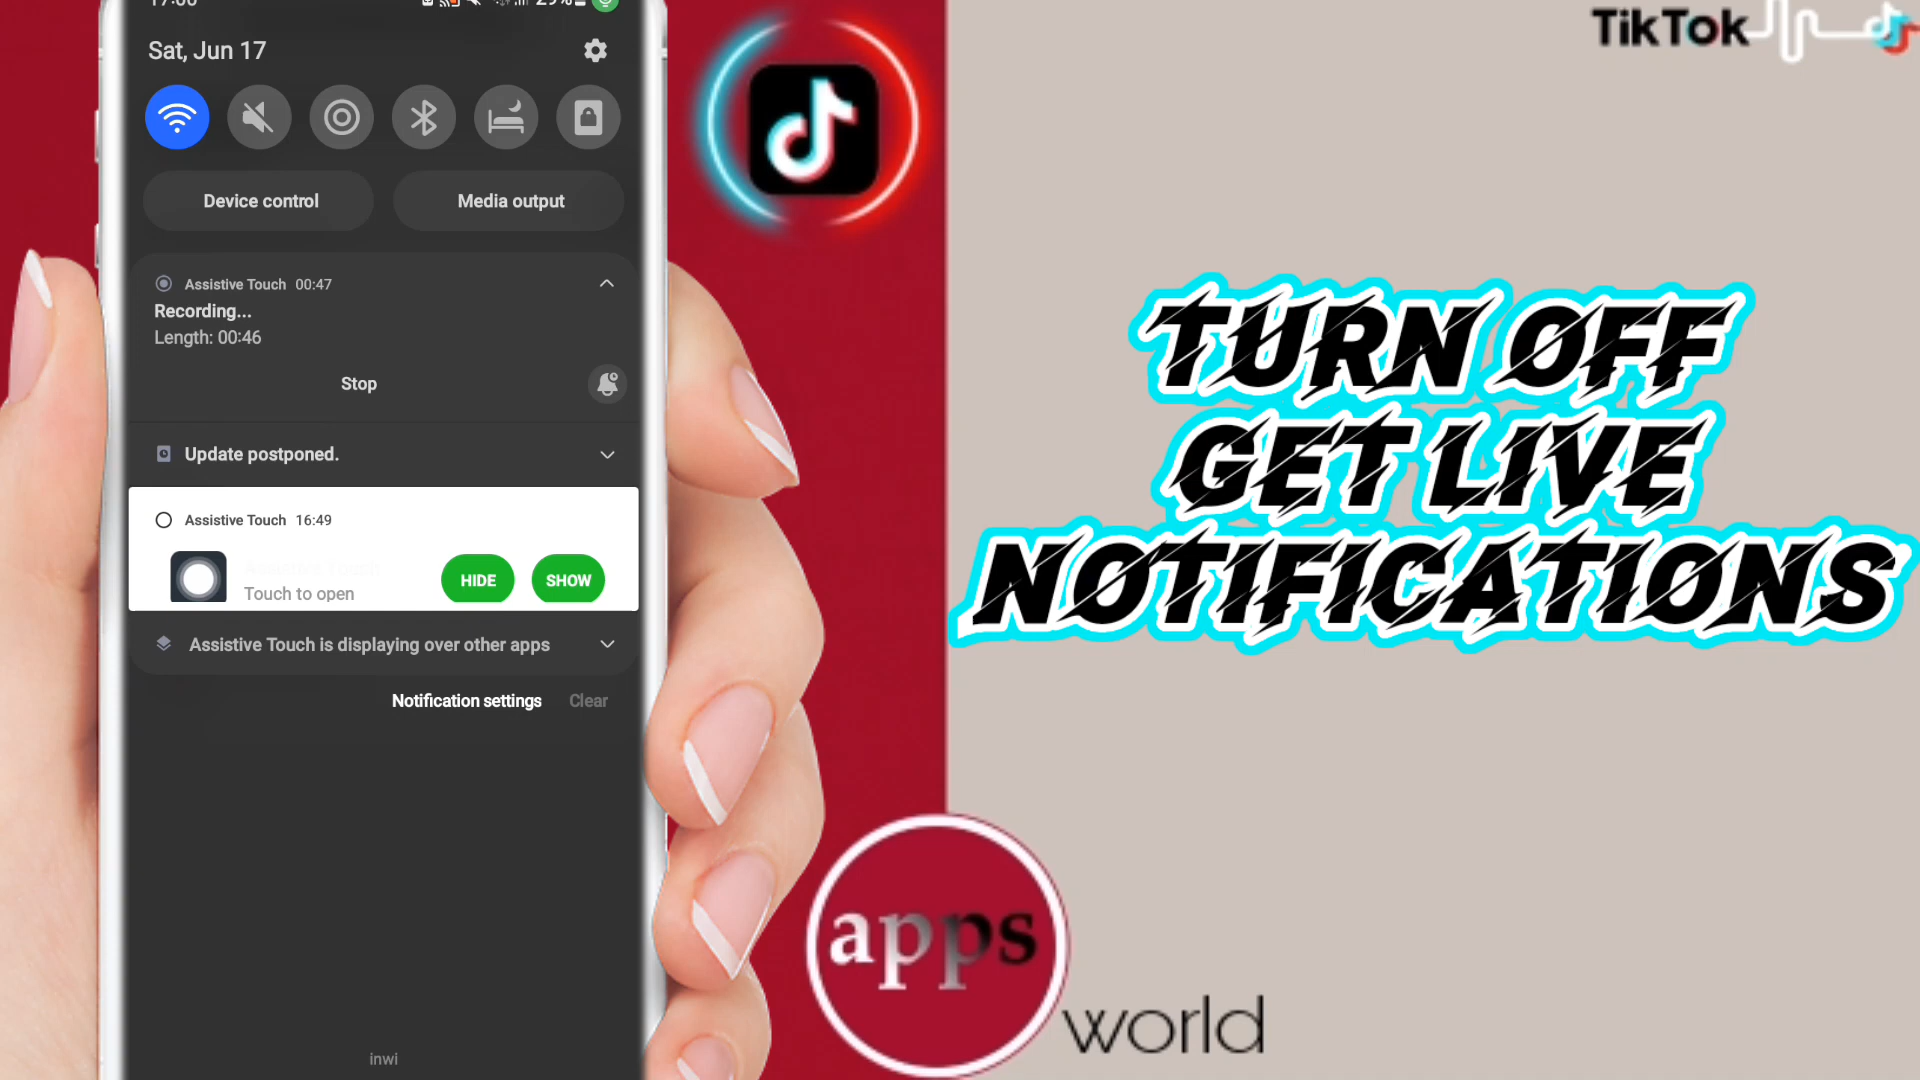 Sat, Jun 17
Device control
Media output
Assistive Touch 00:47
Recording...
Length: 00:46
Stop
Update postponed.
Assistive Touch 16:49
Touch to open
HIDE
SHOW
Assistive Touch is displaying over other apps
Notification settings
Clear
inwi
TikTok
TURN OFF
GET LIVE
NOTIFICATIONS
apps
world